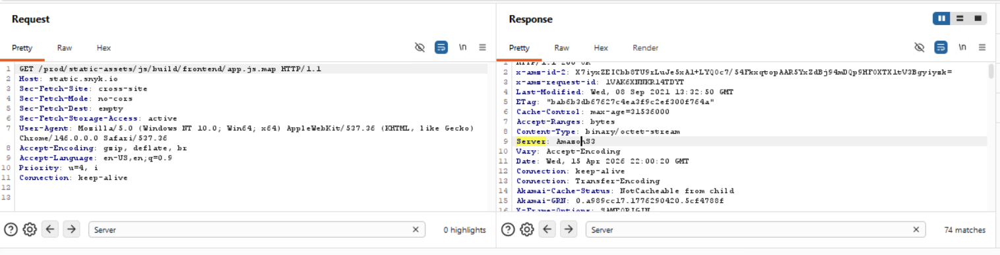 Request
Response
Pretty Raw Hex
\n
Pretty Raw Hex Render
\n
1 GET /prod/static-assets/js/build/frontend/app.js.map HTTP/1.1
2 Host: static.snyk.io
3 Sec-Fetch-Site: cross-site
4 Sec-Fetch-Mode: no-cors
5 Sec-Fetch-Dest: empty
6 Sec-Fetch-Storage-Access: active
7 User-Agent: Mozilla/5.0 (Windows NT 10.0; Win64; x64) AppleWebKit/537.36 (KHTML, like Gecko)
Chrome/146.0.0.0 Safari/537.36
8 Accept-Encoding: gzip, deflate, br
9 Accept-Language: en-US,en;q=0.9
10 Priority: u=4, i
11 Connection: keep-alive
12
13
1 HTTP/1.1 200 OK
2 x-amz-id-2:
3 x-amz-request-id: 1VAK6XNNKR14TDYT
4 Last-Modified: Wed, 08 Sep 2021 13:32:50 GMT
5 ETag: "bab6b3db67627c4ea3f9c2ef300f764a"
6 Cache-Control: max-age=31536000
7 Accept-Ranges: bytes
8 Content-Type: binary/octet-stream
9 Server: AmazonS3
10 Vary: Accept-Encoding
11 Date: Wed, 15 Apr 2026 22:00:20 GMT
12 Connection: keep-alive
13 Connection: Transfer-Encoding
14 Akamai-Cache-Status: NotCacheable from child
15 Akamai-GRN: 0.a989cc17.1776290420.5cf4788f
16 X-Frame-Options: SAMEORIGIN
Server
0 highlights
Server
74 matches